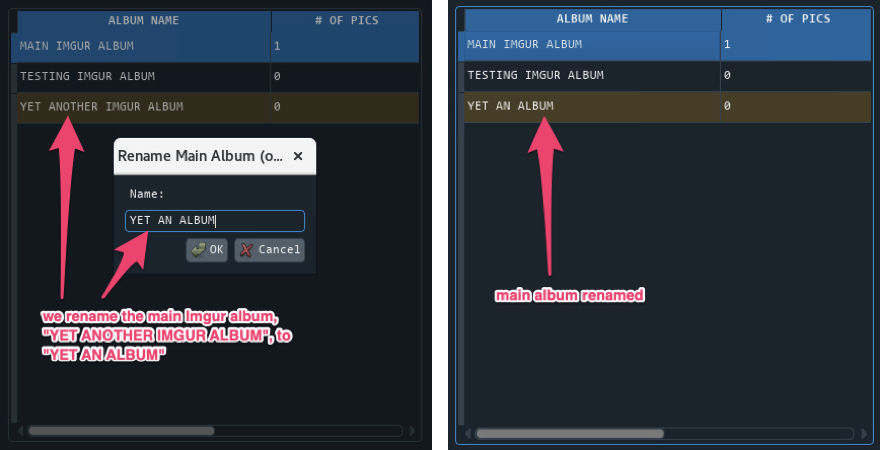 ALBUM NAME # OF PICS
MAIN IMGUR ALBUM 1
TESTING IMGUR ALBUM 0
YET ANOTHER IMGUR ALBUM 0
Rename Main Album (o... ×
Name:
YET AN ALBUM
OK Cancel
we rename the main Imgur album,
"YET ANOTHER IMGUR ALBUM", to
"YET AN ALBUM"
ALBUM NAME # OF PICS
MAIN IMGUR ALBUM 1
TESTING IMGUR ALBUM 0
YET AN ALBUM 0
main album renamed